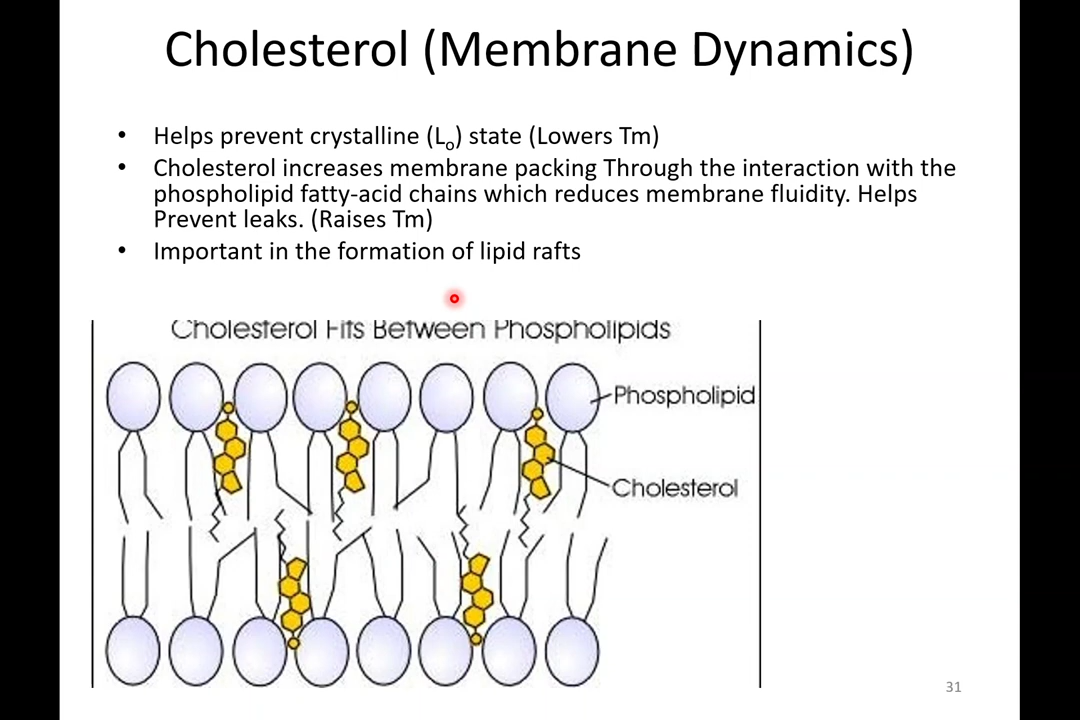 Cholesterol (Membrane Dynamics)
• Helps prevent crystalline (Lo) state (Lowers Tm)
• Cholesterol increases membrane packing Through the interaction with the
phospholipid fatty-acid chains which reduces membrane fluidity. Helps
Prevent leaks. (Raises Tm)
• Important in the formation of lipid rafts
Cholesterol Fits Between Phospholipids
Phospholipid
Cholesterol
31